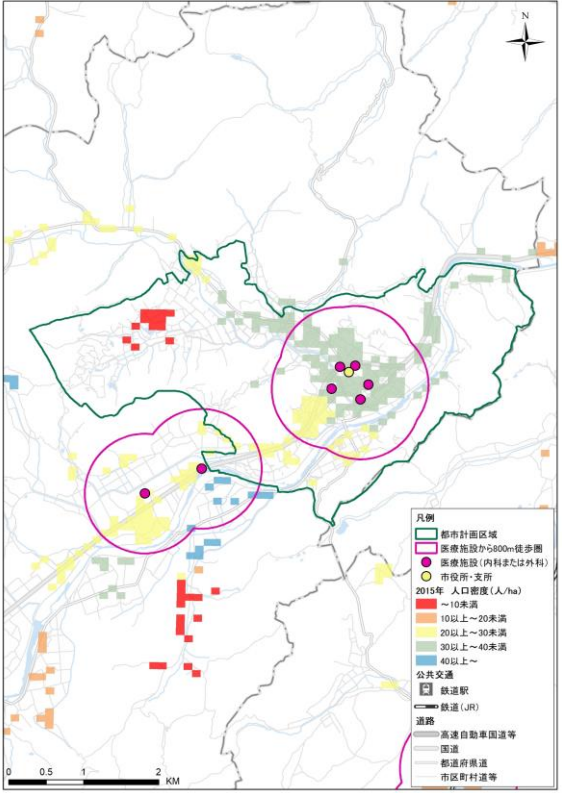 N
凡例
都市計画区域
医療施設から800m徒歩圏
医療施設(内科または外科)
市役所・支所
2015年 人口密度(人/ha)
~10未満
10以上~20未満
20以上~30未満
30以上~40未満
40以上~
公共交通
鉄道駅
鉄道(JR)
道路
高速自動車国道等
国道
都道府県道
市区町村道等
0 0.5 1 2
KM